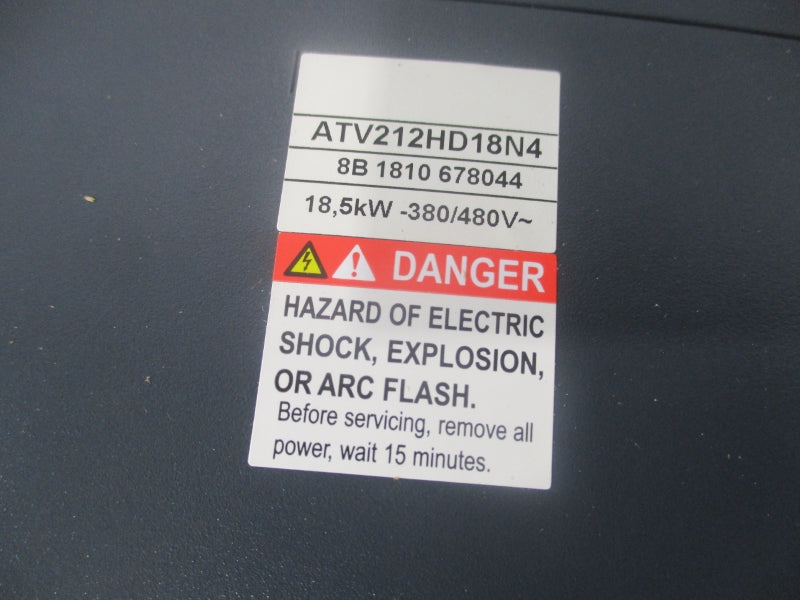 ATV212HD18N4
8B 1810 678044
18,5kW -380/480V~
DANGER
HAZARD OF ELECTRIC
SHOCK, EXPLOSION,
OR ARC FLASH.
Before servicing, remove all
power, wait 15 minutes.